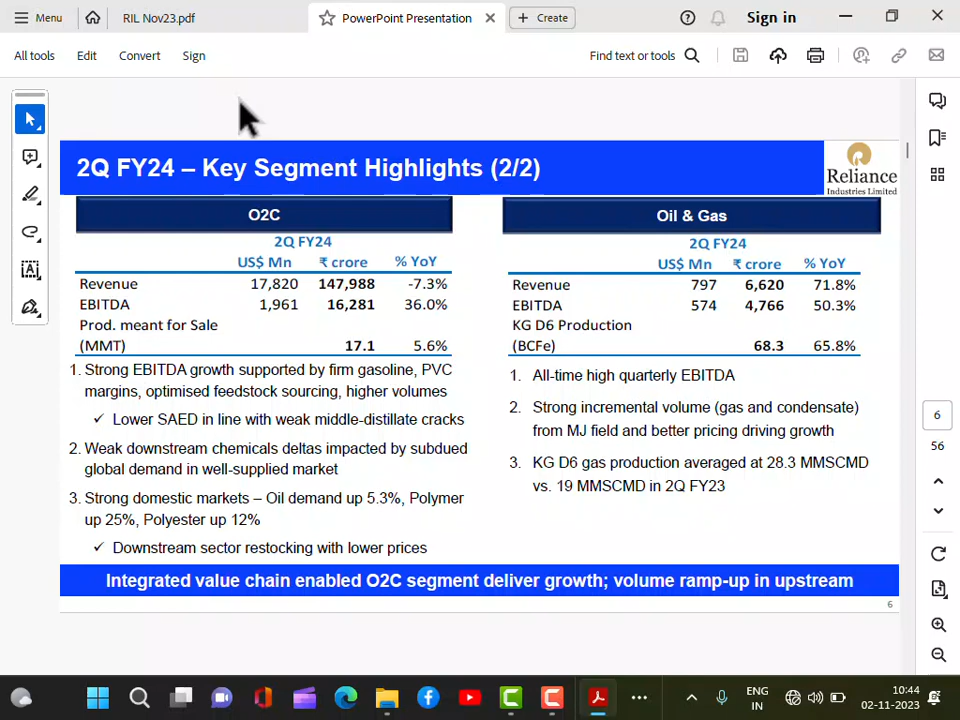 Menu
RIL Nov23.pdf
PowerPoint Presentation
Create
Sign in
All tools
Edit
Convert
Sign
Find text or tools
2Q FY24 – Key Segment Highlights (2/2)
Reliance
Industries Limited
O2C
2Q FY24
US$ Mn ₹ crore % YoY
Revenue 17,820 147,988 -7.3%
EBITDA 1,961 16,281 36.0%
Prod. meant for Sale
(MMT) 17.1 5.6%
1. Strong EBITDA growth supported by firm gasoline, PVC
margins, optimised feedstock sourcing, higher volumes
✓ Lower SAED in line with weak middle-distillate cracks
2. Weak downstream chemicals deltas impacted by subdued
global demand in well-supplied market
3. Strong domestic markets – Oil demand up 5.3%, Polymer
up 25%, Polyester up 12%
✓ Downstream sector restocking with lower prices
Oil & Gas
2Q FY24
US$ Mn ₹ crore % YoY
Revenue 797 6,620 71.8%
EBITDA 574 4,766 50.3%
KG D6 Production
(BCFe) 68.3 65.8%
1. All-time high quarterly EBITDA
2. Strong incremental volume (gas and condensate)
from MJ field and better pricing driving growth
3. KG D6 gas production averaged at 28.3 MMSCMD
vs. 19 MMSCMD in 2Q FY23
Integrated value chain enabled O2C segment deliver growth; volume ramp-up in upstream
6
6
56
ENG
IN
10:44
02-11-2023